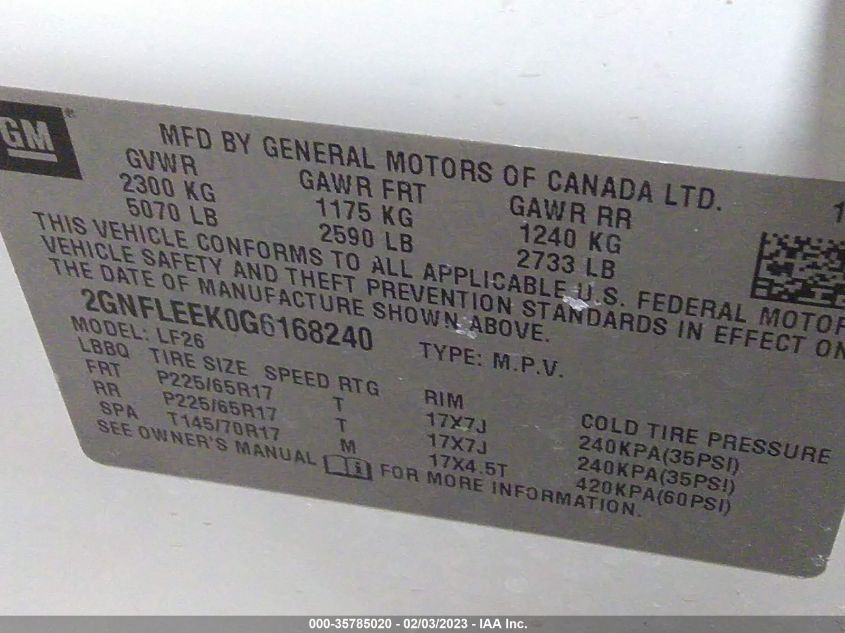 GM®
MFD BY GENERAL MOTORS OF CANADA LTD.
GVWR GAWR FRT GAWR RR
2300 KG 1175 KG 1240 KG
5070 LB 2590 LB 2733 LB
THIS VEHICLE CONFORMS TO ALL APPLICABLE U.S. FEDERAL MOTOR
VEHICLE SAFETY AND THEFT PREVENTION STANDARDS IN EFFECT ON
THE DATE OF MANUFACTURE SHOWN ABOVE.
2GNFLEEK0G6168240 TYPE: M.P.V.
MODEL: LF26
LBBQ TIRE SIZE SPEED RTG RIM COLD TIRE PRESSURE
FRT P225/65R17 T 17X7J 240KPA(35PSI)
RR P225/65R17 T 17X7J 240KPA(35PSI)
SPA T145/70R17 M 17X4.5T 420KPA(60PSI)
SEE OWNER'S MANUAL FOR MORE INFORMATION.
000-35785020 - 02/03/2023 - IAA Inc.